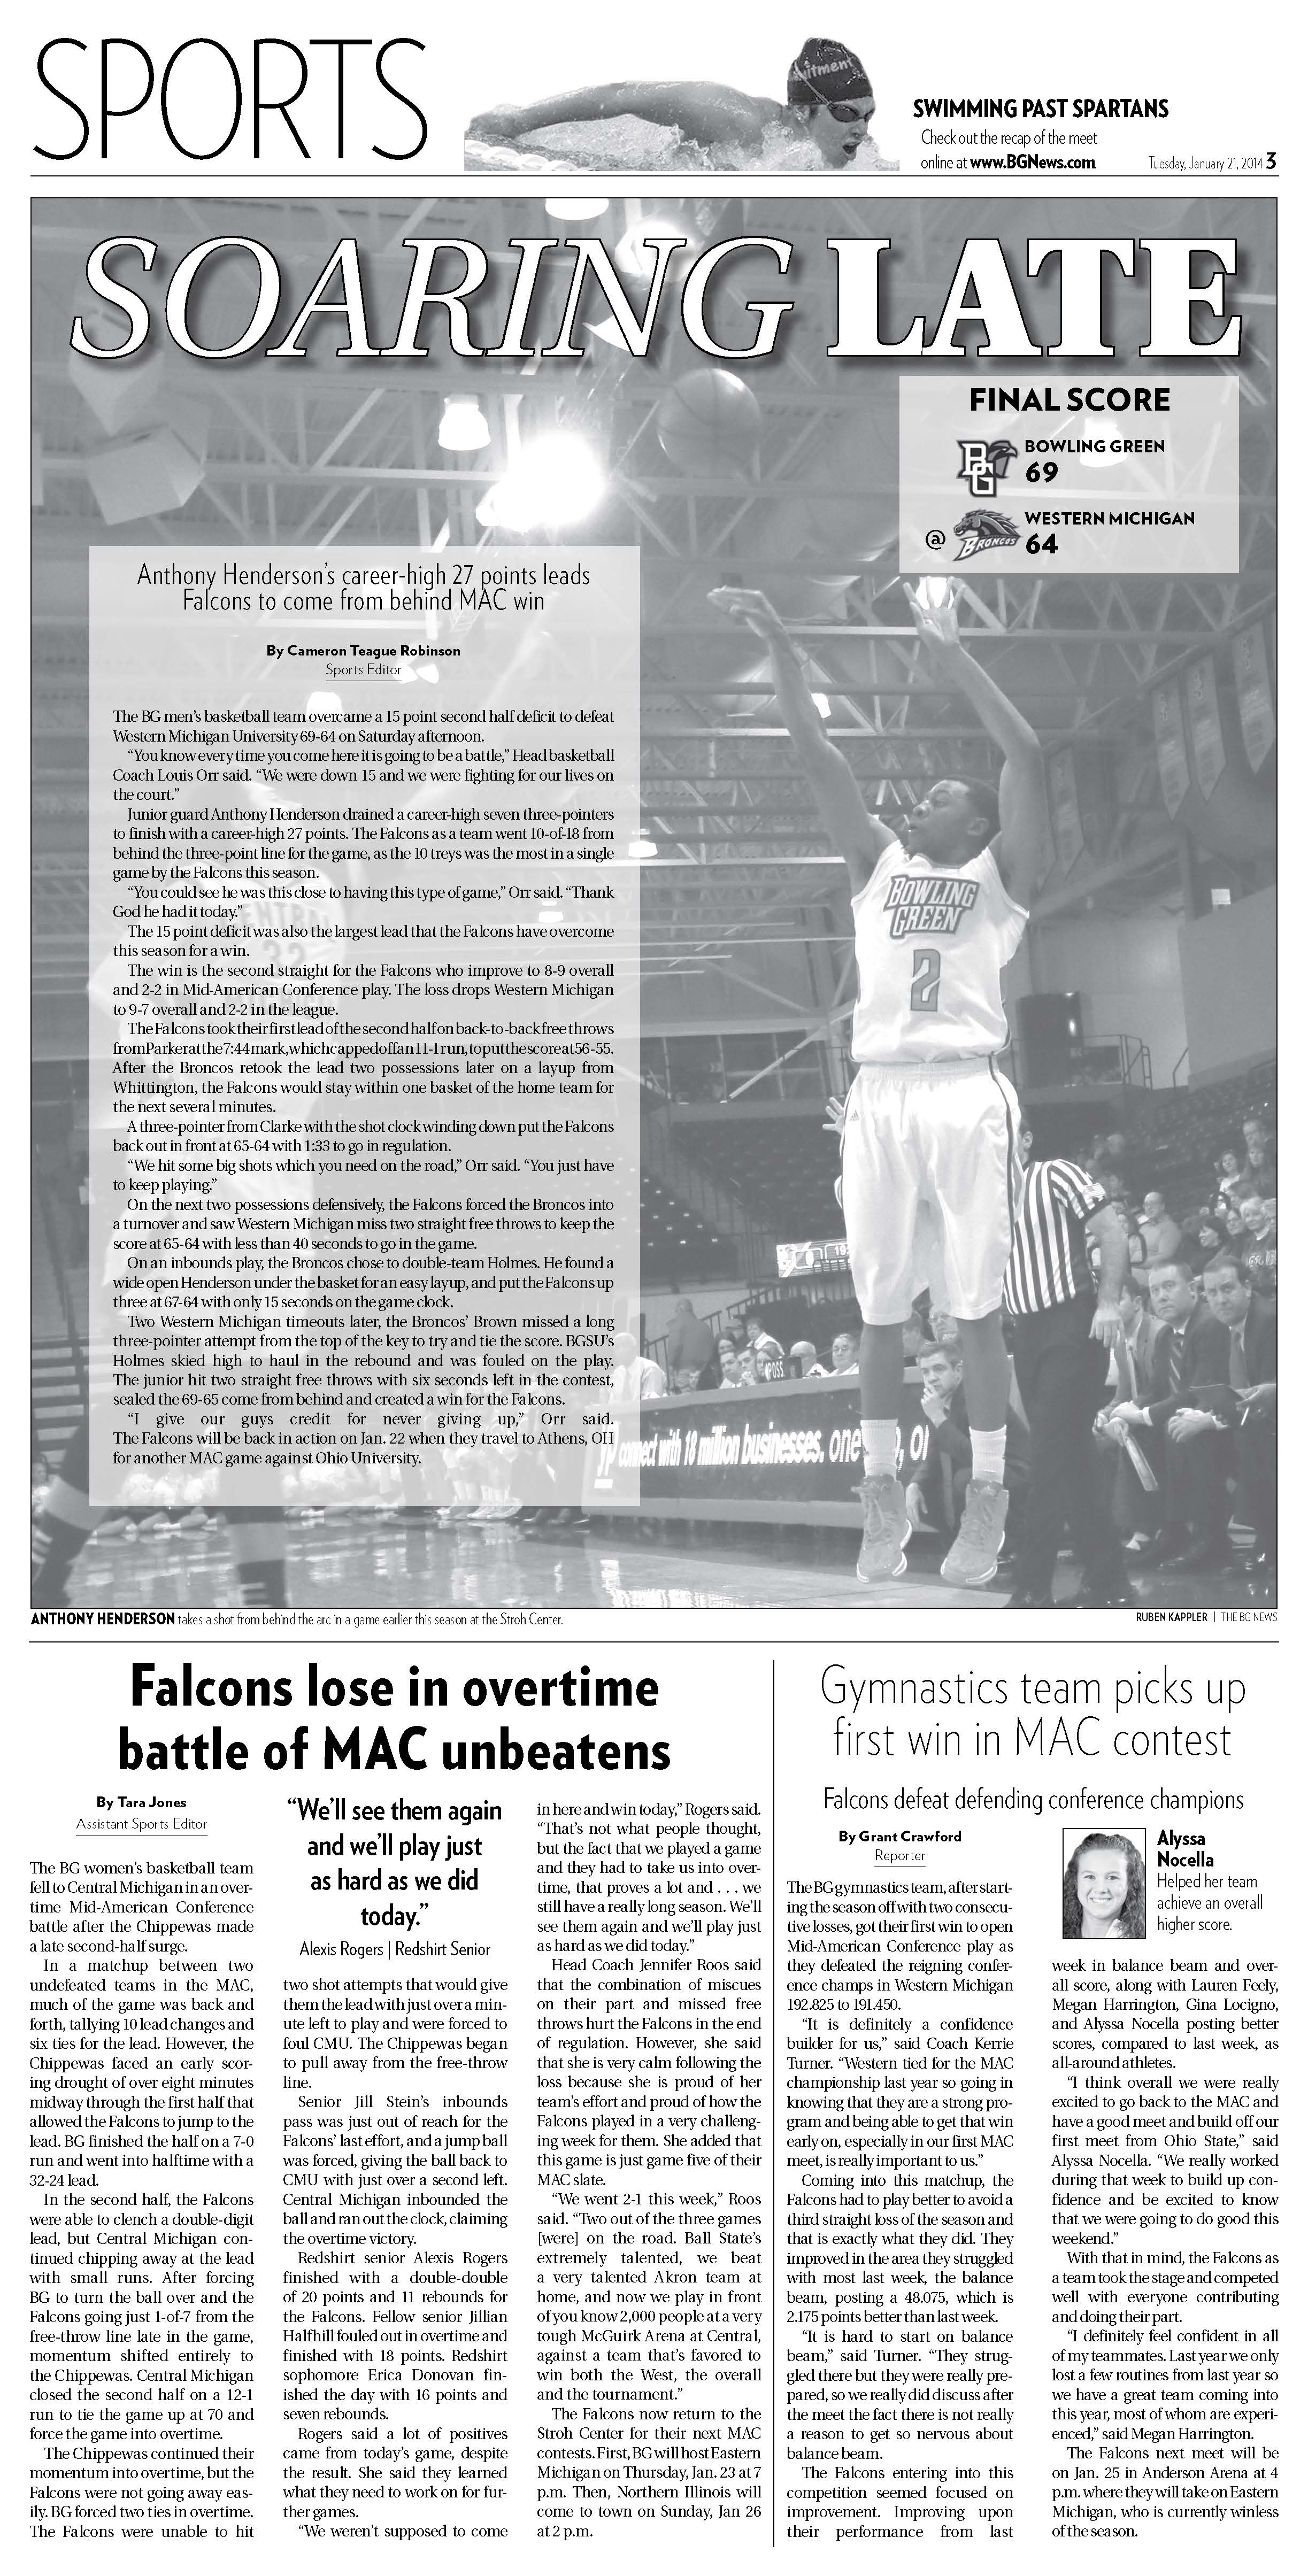 SPORTS
uitment
SWIMMING PAST SPARTANS
Check out the recap of the meet
online at www.BGNews.com
Tuesday, January 21, 2014 3
SOARING LATE
FINAL SCORE
BG
BOWLING GREEN
69
@
BRONCOS
WESTERN MICHIGAN
64
Anthony Henderson's career-high 27 points leads
Falcons to come from behind MAC win
By Cameron Teague Robinson
Sports Editor
The BG men's basketball team overcame a 15 point second half deficit to defeat
Western Michigan University 69-64 on Saturday afternoon.
“You know every time you come here it is going to be a battle,” Head basketball
Coach Louis Orr said. “We were down 15 and we were fighting for our lives on
the court.”
Junior guard Anthony Henderson drained a career-high seven three-pointers
to finish with a career-high 27 points. The Falcons as a team went 10-of-18 from
behind the three-point line for the game, as the 10 treys was the most in a single
game by the Falcons this season.
“You could see he was this close to having this type of game,” Orr said. “Thank
God he had it today.”
The 15 point deficit was also the largest lead that the Falcons have overcome
this season for a win.
The win is the second straight for the Falcons who improve to 8-9 overall
and 2-2 in Mid-American Conference play. The loss drops Western Michigan
to 9-7 overall and 2-2 in the league.
The Falcons took their first lead of the second half on back-to-back free throws
from Parker at the 7:44 mark, which capped off an 11-1 run, to put the score at 56-55.
After the Broncos retook the lead two possessions later on a layup from
Whittington, the Falcons would stay within one basket of the home team for
the next several minutes.
A three-pointer from Clarke with the shot clock winding down put the Falcons
back out in front at 65-64 with 1:33 to go in regulation.
“We hit some big shots which you need on the road,” Orr said. “You just have
to keep playing.”
On the next two possessions defensively, the Falcons forced the Broncos into
a turnover and saw Western Michigan miss two straight free throws to keep the
score at 65-64 with less than 40 seconds to go in the game.
On an inbounds play, the Broncos chose to double-team Holmes. He found a
wide open Henderson under the basket for an easy layup, and put the Falcons up
three at 67-64 with only 15 seconds on the game clock.
Two Western Michigan timeouts later, the Broncos' Brown missed a long
three-pointer attempt from the top of the key to try and tie the score. BGSU's
Holmes skied high to haul in the rebound and was fouled on the play.
The junior hit two straight free throws with six seconds left in the contest,
sealed the 69-65 come from behind and created a win for the Falcons.
“I give our guys credit for never giving up,” Orr said.
The Falcons will be back in action on Jan. 22 when they travel to Athens, OH
for another MAC game against Ohio University.
BOWLING
GREEN
2
connect with 18 million businesses, one
ANTHONY HENDERSON takes a shot from behind the arc in a game earlier this season at the Stroh Center.
RUBEN KAPPLER | THE BG NEWS
Falcons lose in overtime
battle of MAC unbeatens
By Tara Jones
Assistant Sports Editor
The BG women's basketball team
fell to Central Michigan in an over-
time Mid-American Conference
battle after the Chippewas made
a late second-half surge.
In a matchup between two
undefeated teams in the MAC,
much of the game was back and
forth, tallying 10 lead changes and
six ties for the lead. However, the
Chippewas faced an early scor-
ing drought of over eight minutes
midway through the first half that
allowed the Falcons to jump to the
lead. BG finished the half on a 7-0
run and went into halftime with a
32-24 lead.
In the second half, the Falcons
were able to clench a double-digit
lead, but Central Michigan con-
tinued chipping away at the lead
with small runs. After forcing
BG to turn the ball over and the
Falcons going just 1-of-7 from the
free-throw line late in the game,
momentum shifted entirely to
the Chippewas. Central Michigan
closed the second half on a 12-1
run to tie the game up at 70 and
force the game into overtime.
The Chippewas continued their
momentum into overtime, but the
Falcons were not going away eas-
ily. BG forced two ties in overtime.
The Falcons were unable to hit
“We'll see them again
and we'll play just
as hard as we did
today.”
Alexis Rogers | Redshirt Senior
two shot attempts that would give
them the lead with just over a min-
ute left to play and were forced to
foul CMU. The Chippewas began
to pull away from the free-throw
line.
Senior Jill Stein's inbounds
pass was just out of reach for the
Falcons' last effort, and a jump ball
was forced, giving the ball back to
CMU with just over a second left.
Central Michigan inbounded the
ball and ran out the clock, claiming
the overtime victory.
Redshirt senior Alexis Rogers
finished with a double-double
of 20 points and 11 rebounds for
the Falcons. Fellow senior Jillian
Halfhill fouled out in overtime and
finished with 18 points. Redshirt
sophomore Erica Donovan fin-
ished the day with 16 points and
seven rebounds.
Rogers said a lot of positives
came from today's game, despite
the result. She said they learned
what they need to work on for fur-
ther games.
“We weren't supposed to come
in here and win today,” Rogers said.
“That's not what people thought,
but the fact that we played a game
and they had to take us into over-
time, that proves a lot and . . . we
still have a really long season. We'll
see them again and we'll play just
as hard as we did today.”
Head Coach Jennifer Roos said
that the combination of miscues
on their part and missed free
throws hurt the Falcons in the end
of regulation. However, she said
that she is very calm following the
loss because she is proud of her
team's effort and proud of how the
Falcons played in a very challeng-
ing week for them. She added that
this game is just game five of their
MAC slate.
“We went 2-1 this week,” Roos
said. “Two out of the three games
[were] on the road. Ball State's
extremely talented, we beat
a very talented Akron team at
home, and now we play in front
of you know 2,000 people at a very
tough McGuirk Arena at Central,
against a team that's favored to
win both the West, the overall
and the tournament.”
The Falcons now return to the
Stroh Center for their next MAC
contests. First, BG will host Eastern
Michigan on Thursday, Jan. 23 at 7
p.m. Then, Northern Illinois will
come to town on Sunday, Jan 26
at 2 p.m.
Gymnastics team picks up
first win in MAC contest
Falcons defeat defending conference champions
By Grant Crawford
Reporter
The BG gymnastics team, after start-
ing the season off with two consecu-
tive losses, got their first win to open
Mid-American Conference play as
they defeated the reigning confer-
ence champs in Western Michigan
192.825 to 191.450.
“It is definitely a confidence
builder for us,” said Coach Kerrie
Turner. “Western tied for the MAC
championship last year so going in
knowing that they are a strong pro-
gram and being able to get that win
early on, especially in our first MAC
meet, is really important to us.”
Coming into this matchup, the
Falcons had to play better to avoid a
third straight loss of the season and
that is exactly what they did. They
improved in the area they struggled
with most last week, the balance
beam, posting a 48.075, which is
2.175 points better than last week.
“It is hard to start on balance
beam,” said Turner. “They strug-
gled there but they were really pre-
pared, so we really did discuss after
the meet the fact there is not really
a reason to get so nervous about
balance beam.
The Falcons entering into this
competition seemed focused on
improvement. Improving upon
their performance from last
Alyssa
Nocella
Helped her team
achieve an overall
higher score.
week in balance beam and over-
all score, along with Lauren Feely,
Megan Harrington, Gina Locigno,
and Alyssa Nocella posting better
scores, compared to last week, as
all-around athletes.
“I think overall we were really
excited to go back to the MAC and
have a good meet and build off our
first meet from Ohio State,” said
Alyssa Nocella. “We really worked
during that week to build up con-
fidence and be excited to know
that we were going to do good this
weekend.”
With that in mind, the Falcons as
a team took the stage and competed
well with everyone contributing
and doing their part.
“I definitely feel confident in all
of my teammates. Last year we only
lost a few routines from last year so
we have a great team coming into
this year, most of whom are experi-
enced,” said Megan Harrington.
The Falcons next meet will be
on Jan. 25 in Anderson Arena at 4
p.m. where they will take on Eastern
Michigan, who is currently winless
of the season.